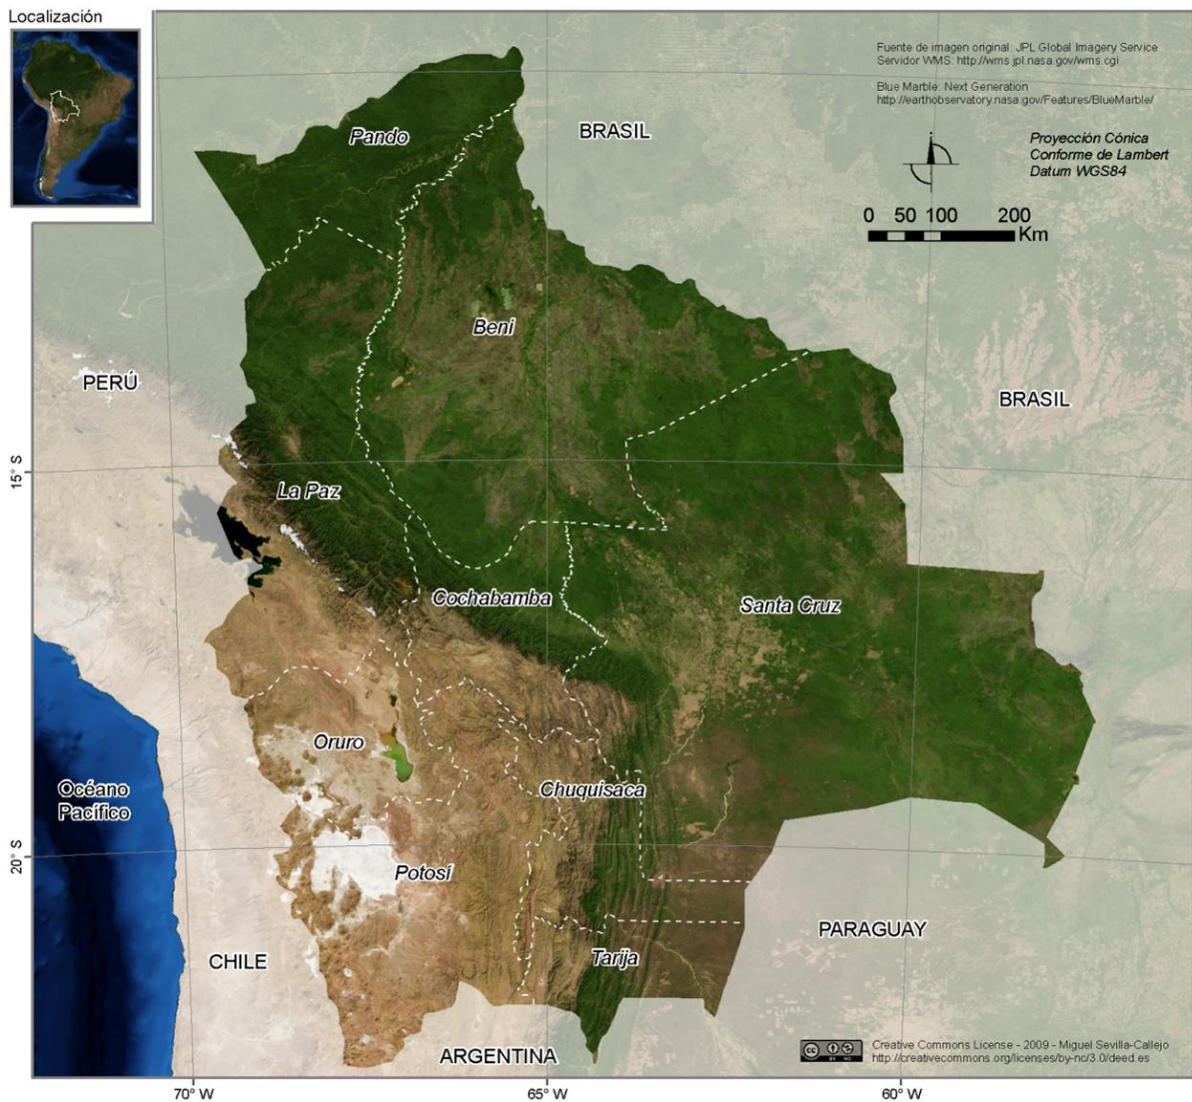 Localización
Fuente de imagen original: JPL Global Imagery Service
Servidor WMS: http://wms.jpl.nasa.gov/wms.cgi
Blue Marble: Next Generation
http://earthobservatory.nasa.gov/Features/BlueMarble/
Proyección Cónica
Conforme de Lambert
Datum WGS84
0 50 100 200
Km
Pando
BRASIL
Beni
PERÚ
BRASIL
15° S
La Paz
Cochabamba
Santa Cruz
Oruro
Océano
Pacífico
Chuquisaca
20° S
Potosí
PARAGUAY
CHILE
Tarija
ARGENTINA
cc
BY NC
Creative Commons License - 2009 - Miguel Sevilla-Callejo
http://creativecommons.org/licenses/by-nc/3.0/deed.es
70° W
65° W
60° W